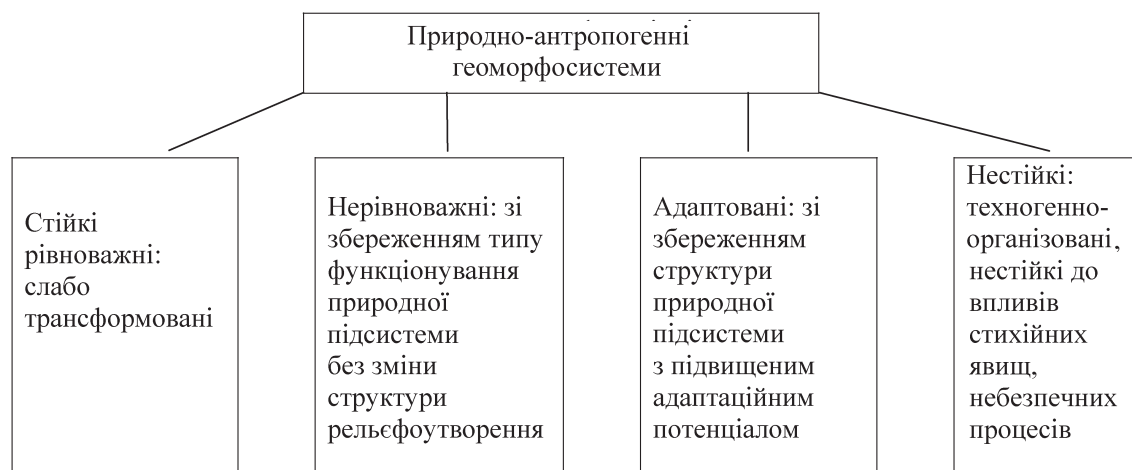 Природно-антропогенні
геоморфосистеми
Стійкі
рівноважні:
слабо
трансформовані
Нерівноважні: зі
збереженням типу
функціонування
природної
підсистеми
без зміни
структури
рельєфоутворення
Адаптовані: зі
збереженням
структури
природної
підсистеми
з підвищеним
адаптаційним
потенціалом
Нестійкі:
техногенно-
організовані,
нестійкі до
впливів
стихійних
явищ,
небезпечних
процесів